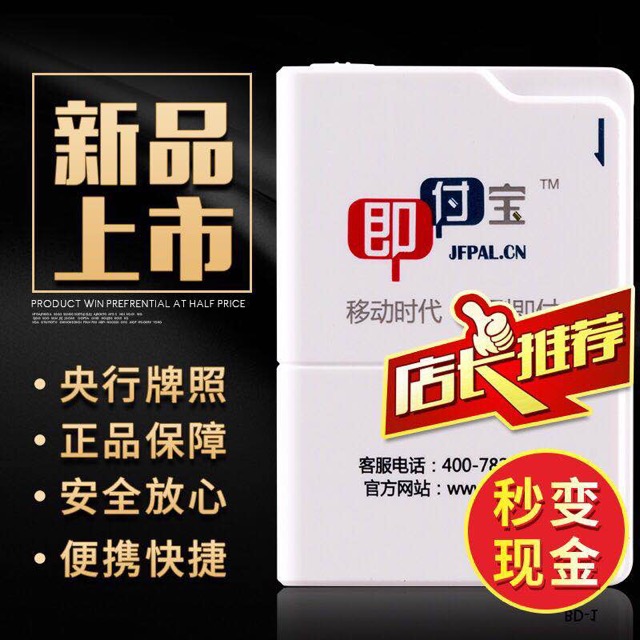 新品
上市
PRODUCT WIN PREFRENTIAL AT HALF PRICE
• 央行牌照
• 正品保障
• 安全放心
• 便携快捷
即付宝 TM
JFPAL.CN
移动时代 即付
店长推荐
客服电话：400-78
官方网站：www
秒变
现金
BD-J